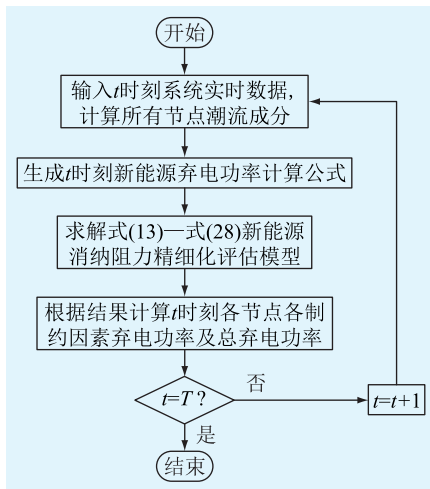 开始
输入t时刻系统实时数据,
计算所有节点潮流成分
生成t时刻新能源弃电功率计算公式
求解式(13)—式(28)新能源
消纳阻力精细化评估模型
根据结果计算t时刻各节点各制
约因素弃电功率及总弃电功率
t=T?
否
t=t+1
是
结束